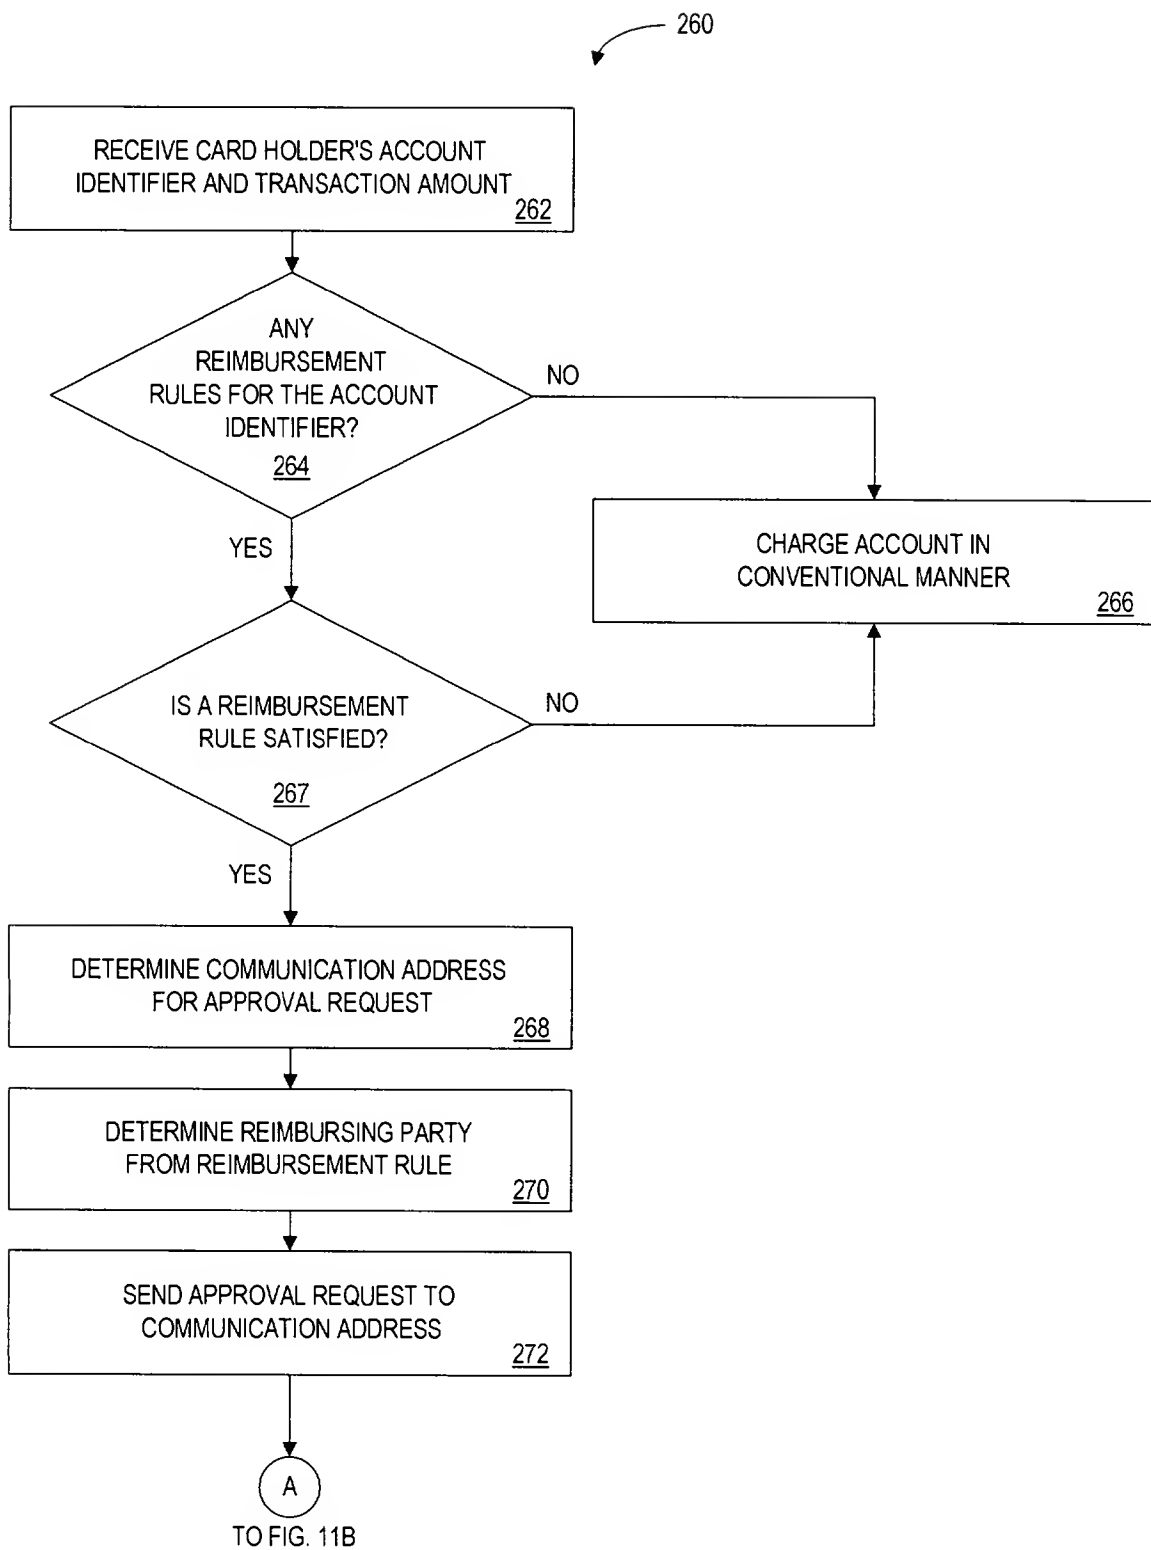 260
RECEIVE CARD HOLDER'S ACCOUNT
IDENTIFIER AND TRANSACTION AMOUNT
262
ANY
REIMBURSEMENT
RULES FOR THE ACCOUNT
IDENTIFIER?
264
NO
YES
CHARGE ACCOUNT IN
CONVENTIONAL MANNER
266
IS A REIMBURSEMENT
RULE SATISFIED?
267
NO
YES
DETERMINE COMMUNICATION ADDRESS
FOR APPROVAL REQUEST
268
DETERMINE REIMBURSING PARTY
FROM REIMBURSEMENT RULE
270
SEND APPROVAL REQUEST TO
COMMUNICATION ADDRESS
272
A
TO FIG. 11B